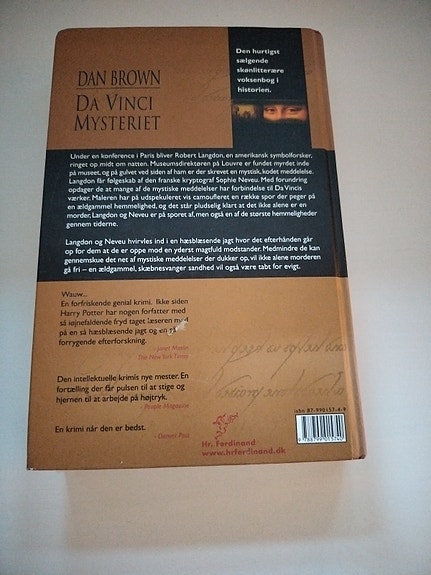 Den hurtigst
sælgende
skønlitterære
voksenbog i
historien.
DAN BROWN
DA VINCI
MYSTERIET
Under en konference i Paris bliver Robert Langdon, en amerikansk symbolforsker,
ringet op midt om natten. Museumsdirektøren på Louvre er fundet myrdet inde
på museet, og på gulvet ved siden af ham er der skrevet en mystisk, kodet meddelelse.
Langdon får følgeskab af den franske kryptograf Sophie Neveu. Med forundring
opdager de at mange af de mystiske meddelelser har forbindelse til Da Vincis
værker. Maleren har på udspekuleret vis camoufleret en række spor der peger på
en ældgammel hemmelighed, og det står pludselig klart at det ikke alene er en
morder, Langdon og Neveu er på sporet af, men også en af de største hemmeligheder
gennem tiderne.
Langdon og Neveu hvirvles ind i en hæsblæsende jagt hvor det efterhånden går
op for dem at de er oppe mod en yderst magtfuld modstander. Medmindre de kan
gennemskue det net af mystiske meddelelser der dukker op, vil ikke alene morderen
gå fri – en ældgammel, skæbnesvanger sandhed vil også være tabt for evigt.
Wauw...
En forfriskende genial krimi. Ikke siden
Harry Potter har nogen forfatter med
så iøjnefaldende fryd taget læseren med
på en så hæsblæsende jagt og en
forrygende efterforskning.
- Janet Maslin
The New York Times
Den intellektuelle krimis nye mester. En
fortælling der får pulsen til at stige og
hjernen til at arbejde på højtryk.
- People Magazine
En krimi når den er bedst.
- Denver Post
Hr. Ferdinand
www.hrferdinand.dk
isbn 87-990457-4-9
9 788799 045740